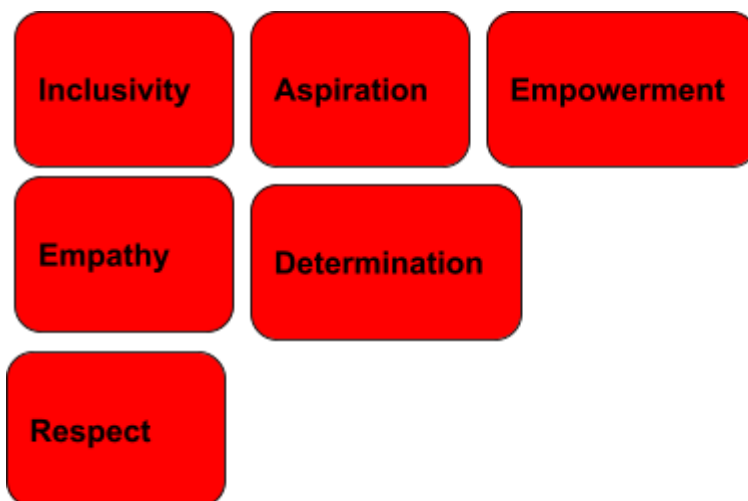 Inclusivity
Aspiration
Empowerment
Empathy
Determination
Respect